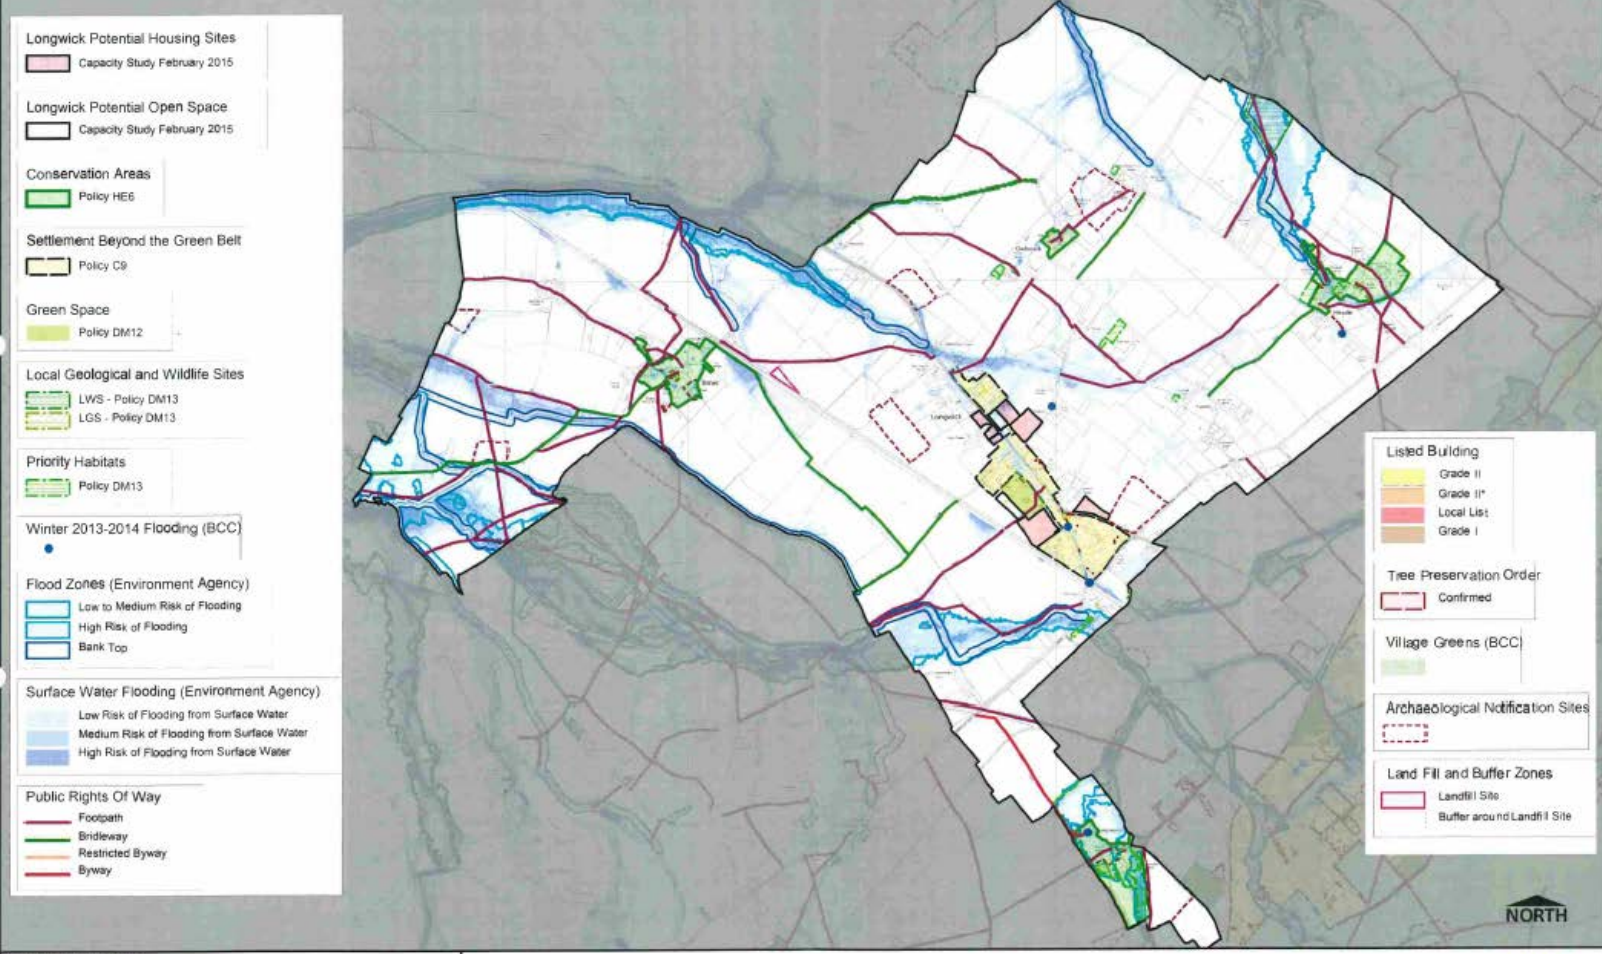 Longwick Potential Housing Sites
Capacity Study February 2015
Longwick Potential Open Space
Capacity Study February 2015
Conservation Areas
Policy HE6
Settlement Beyond the Green Belt
Policy C9
Green Space
Policy DM12
Local Geological and Wildlife Sites
LWS - Policy DM13
LGS - Policy DM13
Priority Habitats
Policy DM13
Winter 2013-2014 Flooding (BCC)
Flood Zones (Environment Agency)
Low to Medium Risk of Flooding
High Risk of Flooding
Bank Top
Surface Water Flooding (Environment Agency)
Low Risk of Flooding from Surface Water
Medium Risk of Flooding from Surface Water
High Risk of Flooding from Surface Water
Public Rights Of Way
Footpath
Bridleway
Restricted Byway
Byway
Longwick
Listed Building
Grade II
Grade II*
Local List
Grade I
Tree Preservation Order
Confirmed
Village Greens (BCC)
Archaeological Notification Sites
Land Fill and Buffer Zones
Landfill Site
Buffer around Landfill Site
NORTH